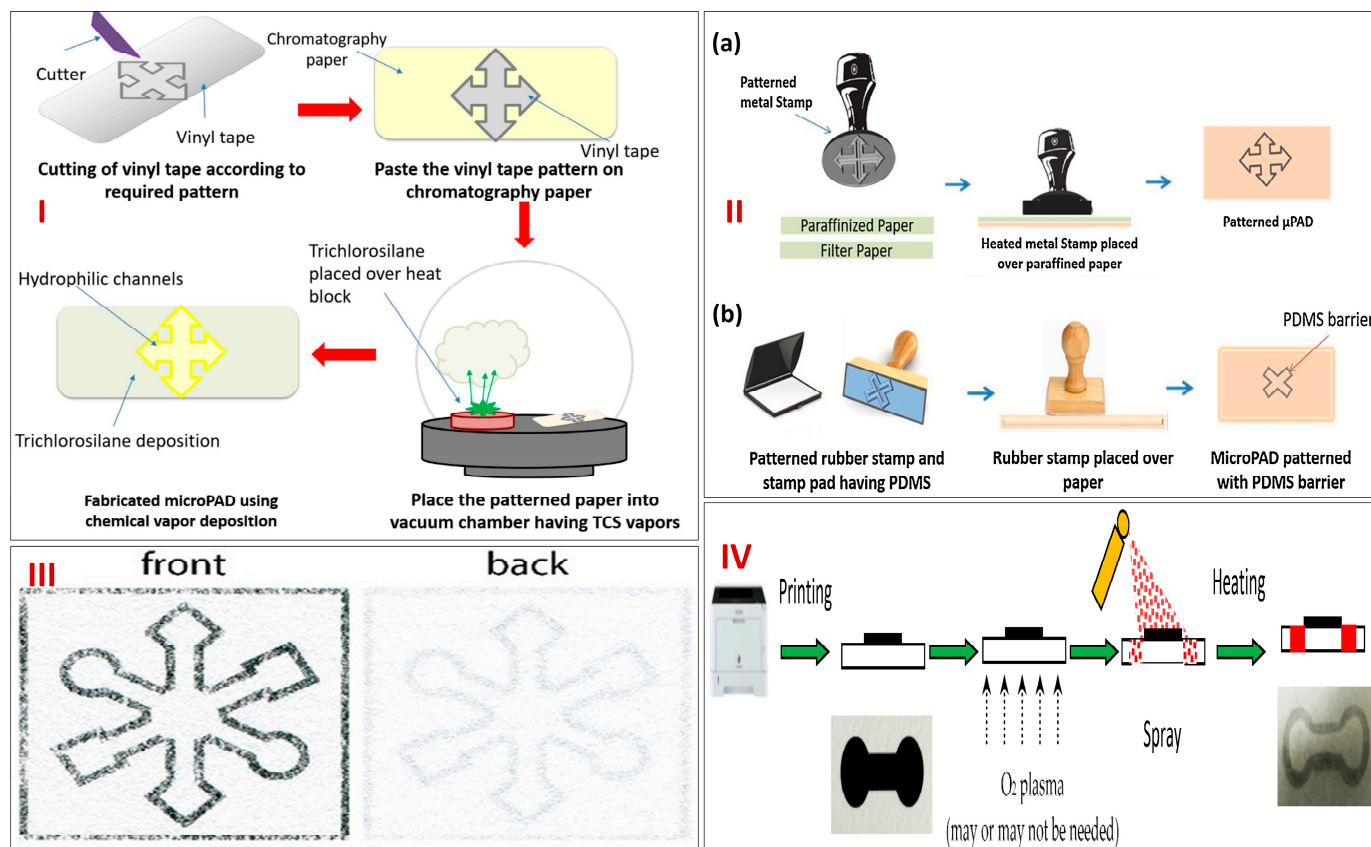 Cutter
Vinyl tape
Cutting of vinyl tape according to
required pattern
Chromatography
paper
Vinyl tape
Paste the vinyl tape pattern on
chromatography paper
I
Trichlorosilane
placed over heat
block
Hydrophilic channels
Trichlorosilane deposition
Fabricated microPAD using
chemical vapor deposition
Place the patterned paper into
vacuum chamber having TCS vapors
(a)
Patterned
metal Stamp
II
Paraffinized Paper
Filter Paper
Heated metal Stamp placed
over paraffined paper
Patterned μPAD
(b)
PDMS barrier
Patterned rubber stamp and
stamp pad having PDMS
Rubber stamp placed over
paper
MicroPAD patterned
with PDMS barrier
III
front
back
IV
Printing
Heating
Spray
O₂ plasma
(may or may not be needed)